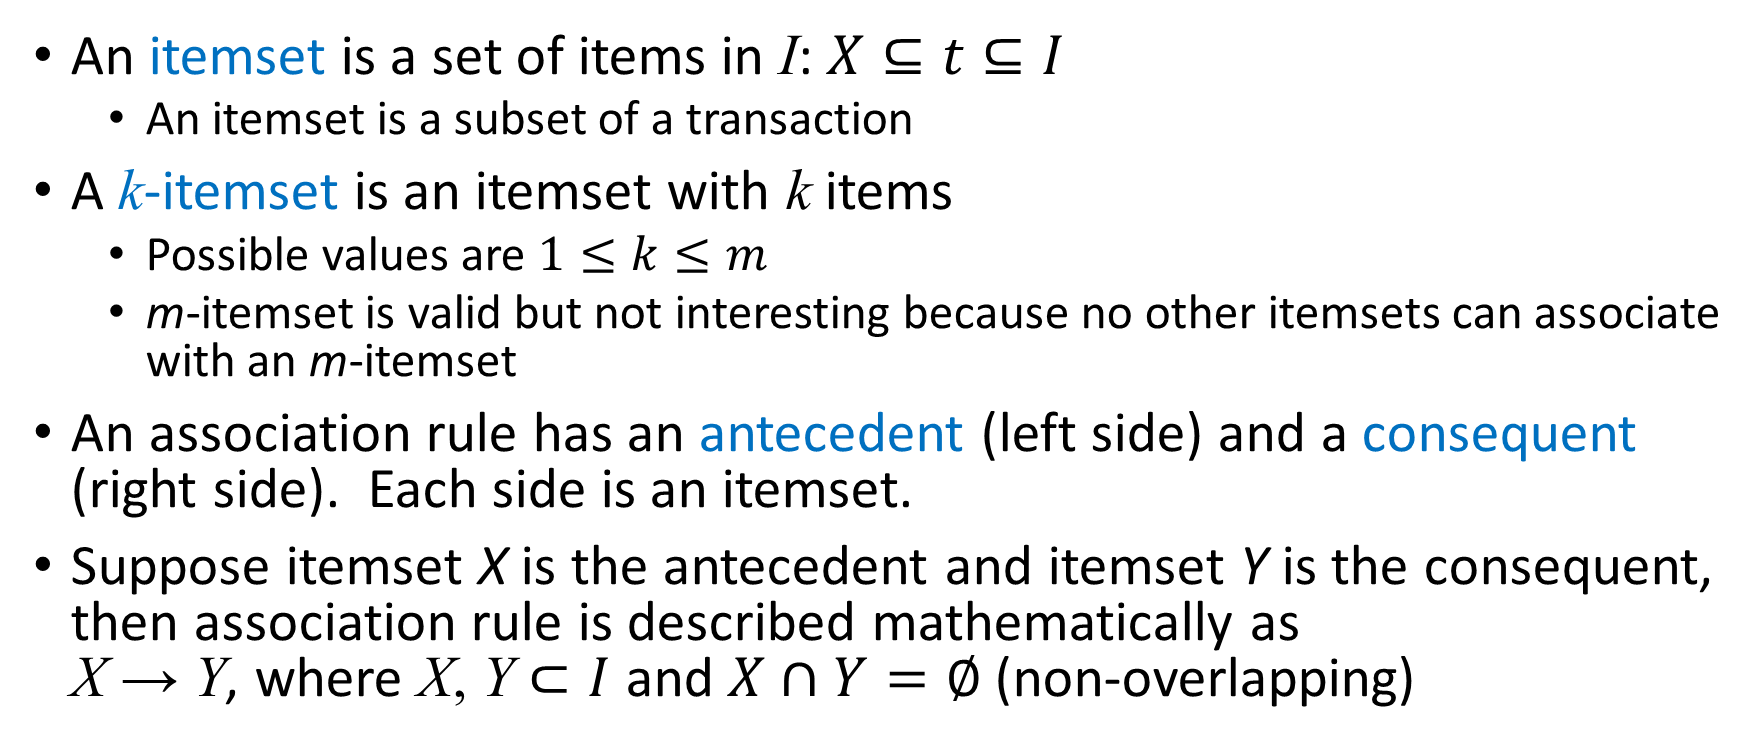 • An itemset is a set of items in I: X ⊆ t ⊆ I
• An itemset is a subset of a transaction
• A k-itemset is an itemset with k items
• Possible values are 1 ≤ k ≤ m
• m-itemset is valid but not interesting because no other itemsets can associate
with an m-itemset
• An association rule has an antecedent (left side) and a consequent
(right side).  Each side is an itemset.
• Suppose itemset X is the antecedent and itemset Y is the consequent,
then association rule is described mathematically as
X → Y, where X, Y ⊂ I and X ∩ Y = ∅ (non-overlapping)